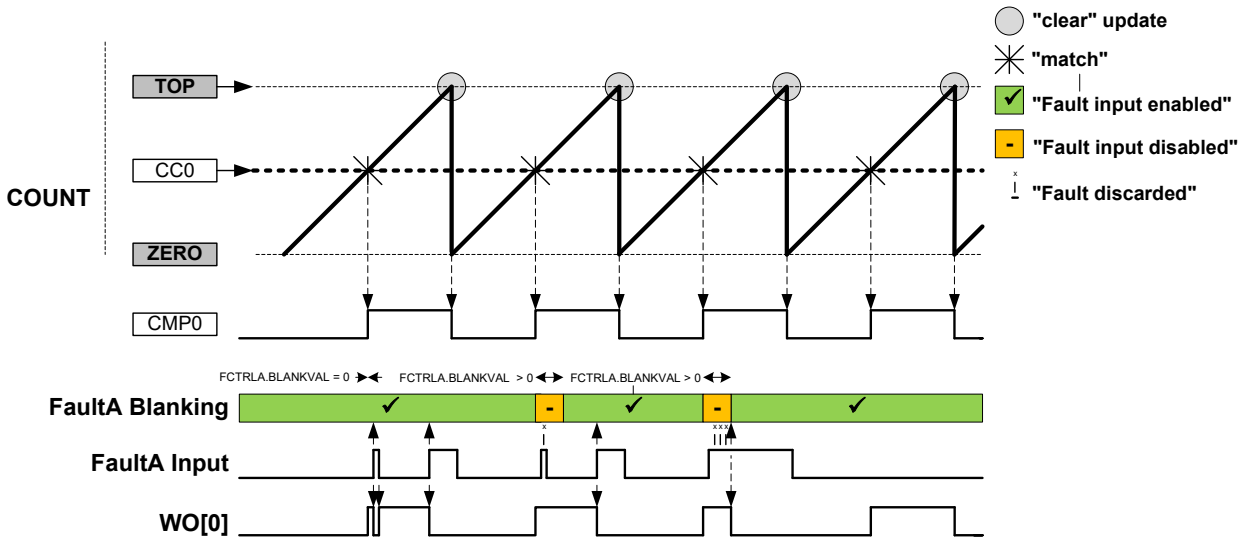 "clear" update
"match"
TOP
✓ "Fault input enabled"
- "Fault input disabled"
CC0
x
"Fault discarded"
COUNT
ZERO
CMP0
FCTRLA.BLANKVAL = 0 FCTRLA.BLANKVAL > 0 FCTRLA.BLANKVAL > 0
FaultA Blanking ✓ - ✓ - ✓
x xxx
FaultA Input
WO[0]